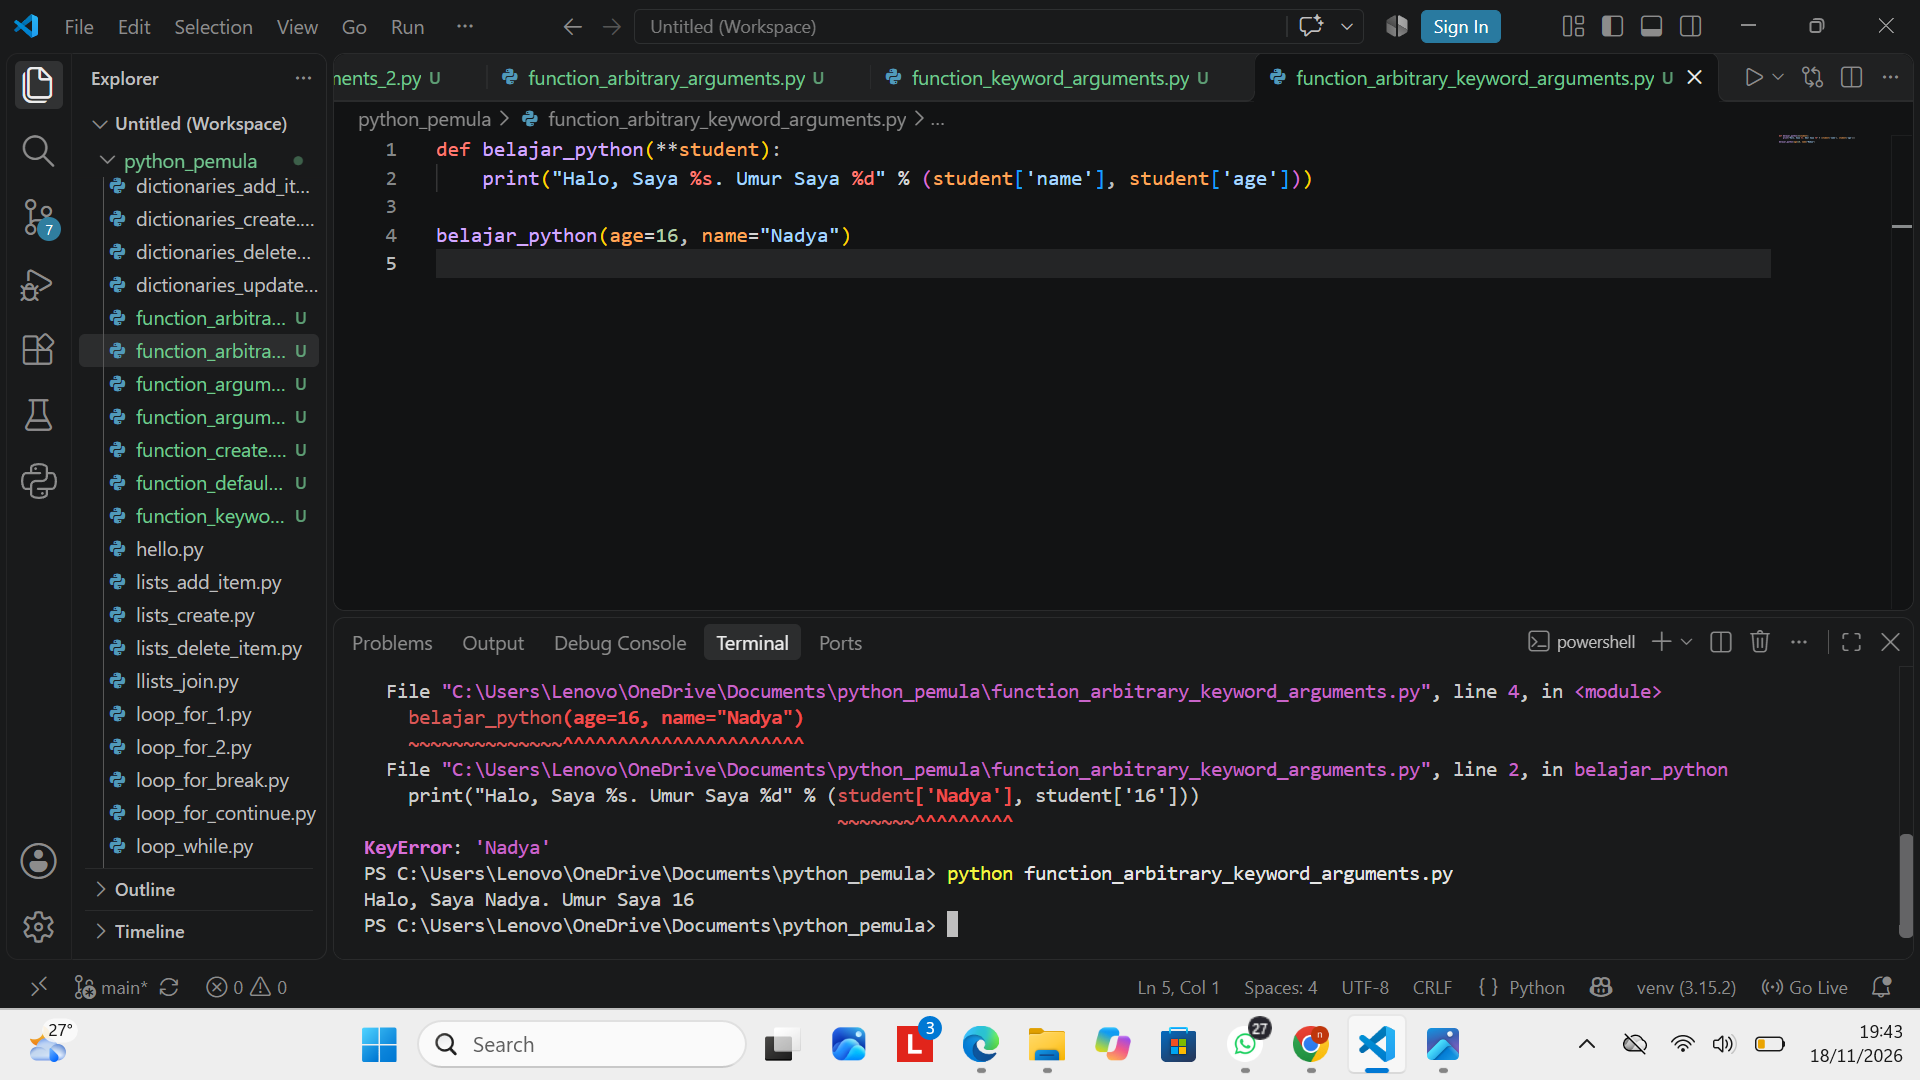 File Edit Selection View Go Run ...
Untitled (Workspace)
Sign In
Explorer
Untitled (Workspace)
python_pemula
dictionaries_add_it...
dictionaries_create....
dictionaries_delete...
dictionaries_update...
function_arbitra... U
function_arbitra... U
function_argum... U
function_argum... U
function_create.... U
function_defaul... U
function_keywo... U
hello.py
lists_add_item.py
lists_create.py
lists_delete_item.py
llists_join.py
loop_for_1.py
loop_for_2.py
loop_for_break.py
loop_for_continue.py
loop_while.py
Outline
Timeline
7
nents_2.py U function_arbitrary_arguments.py U function_keyword_arguments.py U function_arbitrary_keyword_arguments.py U
python_pemula > function_arbitrary_keyword_arguments.py > ...
1 def belajar_python(**student):
2 print("Halo, Saya %s. Umur Saya %d" % (student['name'], student['age']))
3
4 belajar_python(age=16, name="Nadya")
5
Problems Output Debug Console Terminal Ports
powershell
File "C:\Users\Lenovo\OneDrive\Documents\python_pemula\function_arbitrary_keyword_arguments.py", line 4, in <module>
belajar_python(age=16, name="Nadya")
~~~~~~~~~~~~~~^^^^^^^^^^^^^^^^^^^^^^
File "C:\Users\Lenovo\OneDrive\Documents\python_pemula\function_arbitrary_keyword_arguments.py", line 2, in belajar_python
print("Halo, Saya %s. Umur Saya %d" % (student['Nadya'], student['16']))
~~~~~~~^^^^^^^^^
KeyError: 'Nadya'
PS C:\Users\Lenovo\OneDrive\Documents\python_pemula> python function_arbitrary_keyword_arguments.py
Halo, Saya Nadya. Umur Saya 16
PS C:\Users\Lenovo\OneDrive\Documents\python_pemula>
main* 0 0
Ln 5, Col 1 Spaces: 4 UTF-8 CRLF { } Python venv (3.15.2) Go Live
27°
Search
L 3
27
n
19:43
18/11/2026